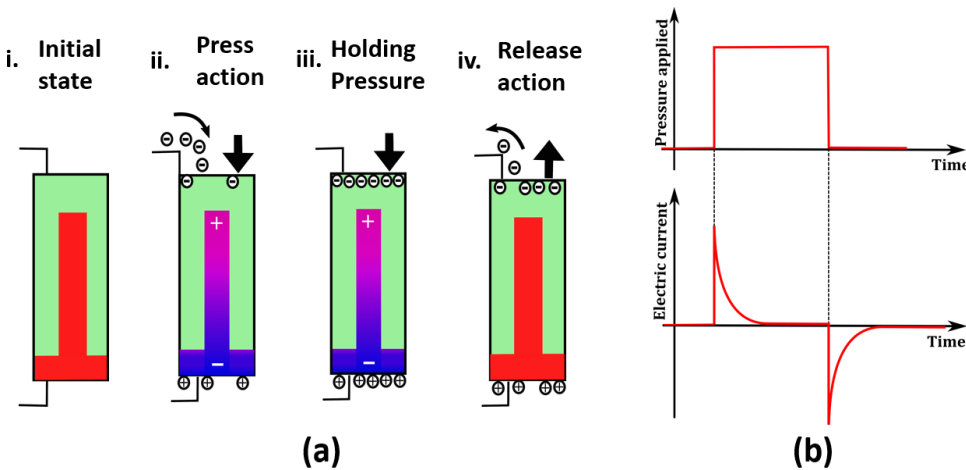 i. Initial
state
ii. Press
action
iii. Holding
Pressure
iv. Release
action
+
−
+
−
(a)
Pressure applied
Time
Electric current
Time
(b)